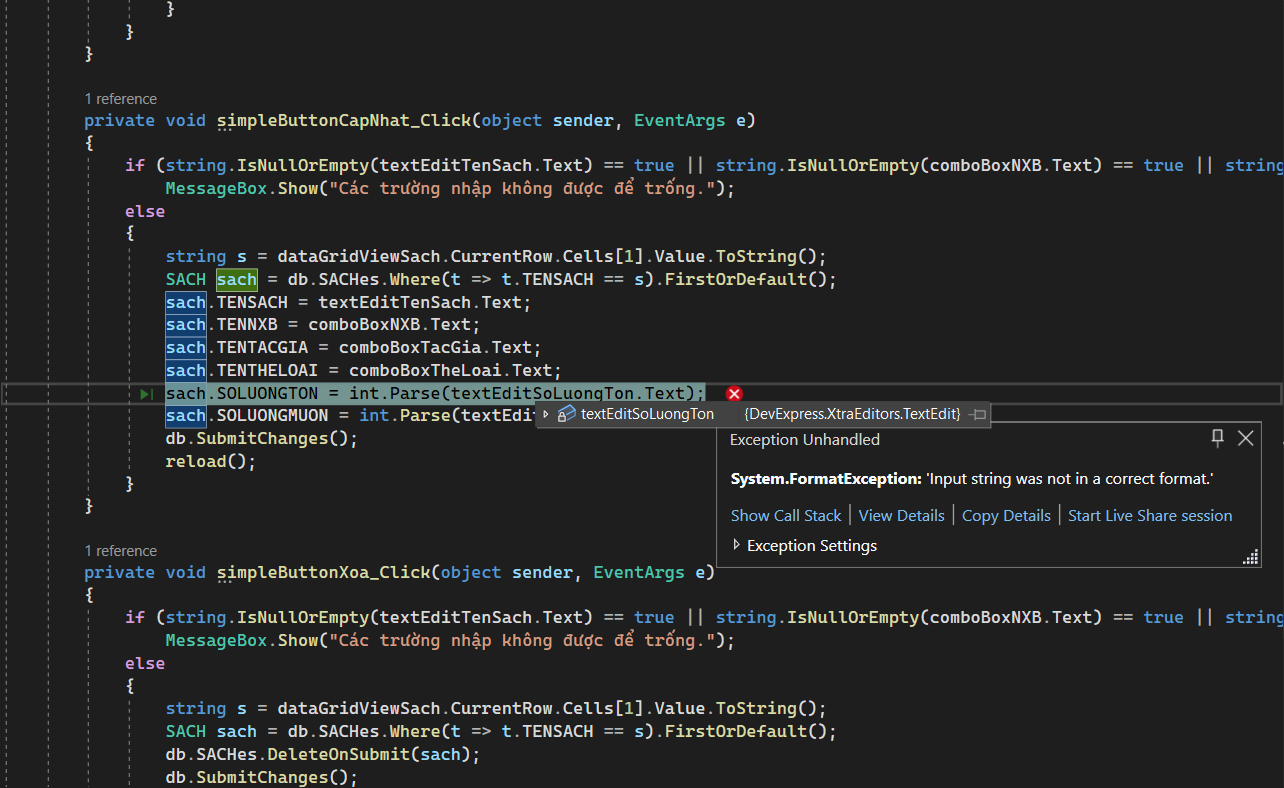 }
}
}
1 reference
private void simpleButtonCapNhat_Click(object sender, EventArgs e)
{
if (string.IsNullOrEmpty(textEditTenSach.Text) == true || string.IsNullOrEmpty(comboBoxNXB.Text) == true || string
MessageBox.Show("Các trường nhập không được để trống.");
else
{
string s = dataGridViewSach.CurrentRow.Cells[1].Value.ToString();
SACH sach = db.SACHes.Where(t => t.TENSACH == s).FirstOrDefault();
sach.TENSACH = textEditTenSach.Text;
sach.TENNXB = comboBoxNXB.Text;
sach.TENTACGIA = comboBoxTacGia.Text;
sach.TENTHELOAI = comboBoxTheLoai.Text;
sach.SOLUONGTON = int.Parse(textEditSoLuongTon.Text);
sach.SOLUONGMUON = int.Parse(textEdi
textEditSoLuongTon {DevExpress.XtraEditors.TextEdit}
db.SubmitChanges();
reload();
}
}
Exception Unhandled
System.FormatException: 'Input string was not in a correct format.'
Show Call Stack | View Details | Copy Details | Start Live Share session
Exception Settings
1 reference
private void simpleButtonXoa_Click(object sender, EventArgs e)
{
if (string.IsNullOrEmpty(textEditTenSach.Text) == true || string.IsNullOrEmpty(comboBoxNXB.Text) == true || string
MessageBox.Show("Các trường nhập không được để trống.");
else
{
string s = dataGridViewSach.CurrentRow.Cells[1].Value.ToString();
SACH sach = db.SACHes.Where(t => t.TENSACH == s).FirstOrDefault();
db.SACHes.DeleteOnSubmit(sach);
db.SubmitChanges();